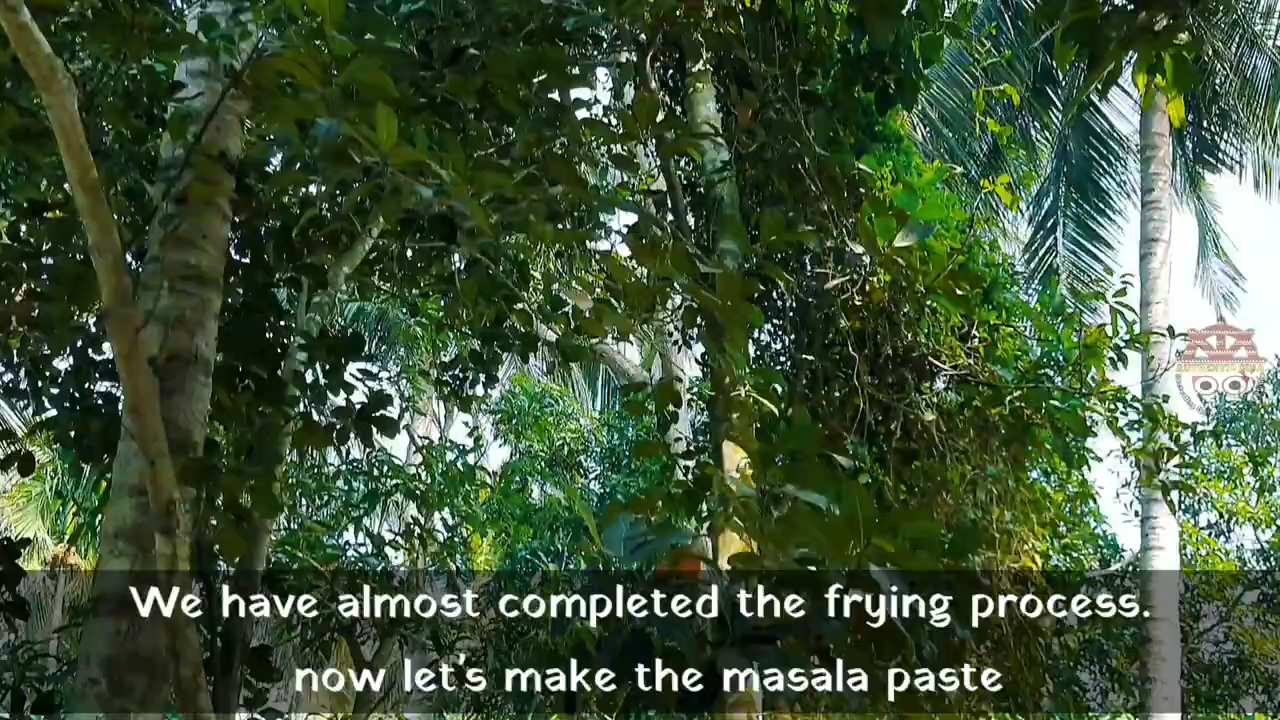 We have almost completed the frying process.
now let's make the masala paste